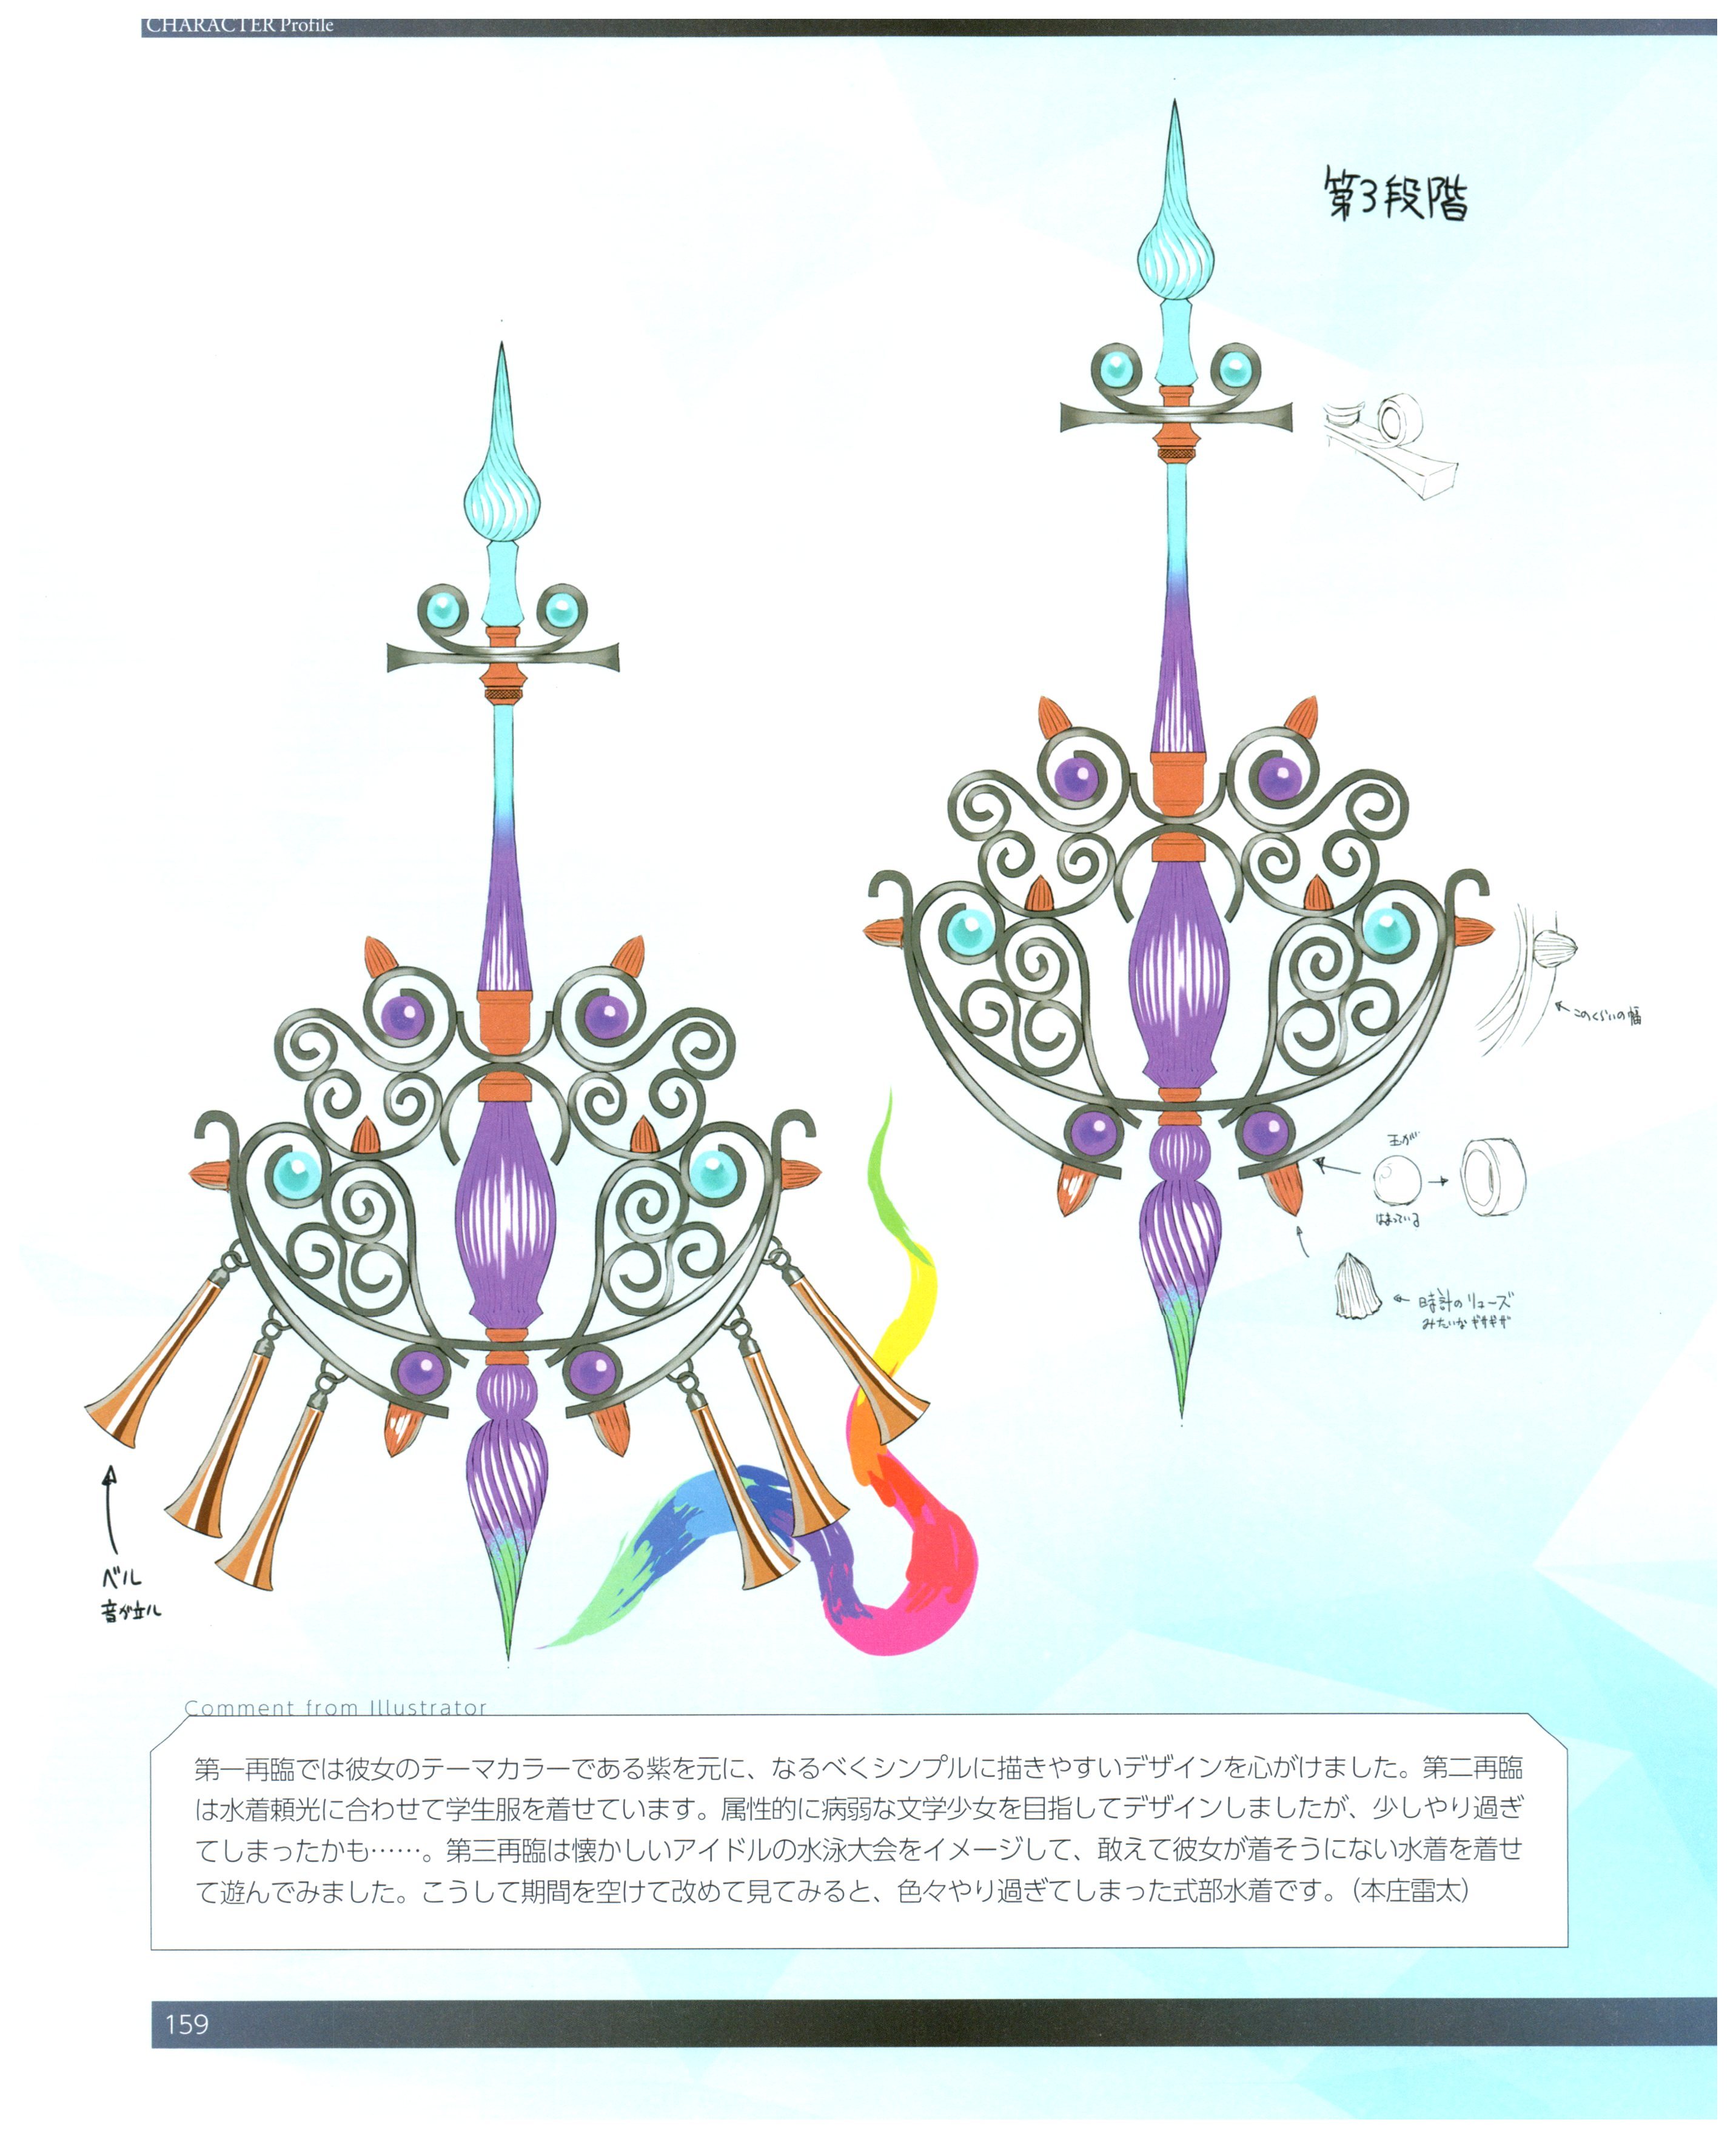 CHARACTER Profile
第3段階
このくらいの幅
玉が
はまっている
時計のリューズ
みたいなギザギザ
ベル
音が立ル
Comment from Illustrator
第一再臨では彼女のテーマカラーである紫を元に、なるべくシンプルに描きやすいデザインを心がけました。第二再臨
は水着頼光に合わせて学生服を着せています。属性的に病弱な文学少女を目指してデザインしましたが、少しやり過ぎ
てしまったかも……。第三再臨は懐かしいアイドルの水泳大会をイメージして、敢えて彼女が着そうにない水着を着せ
て遊んでみました。こうして期間を空けて改めて見てみると、色々やり過ぎてしまった式部水着です。（本庄雷太）
159